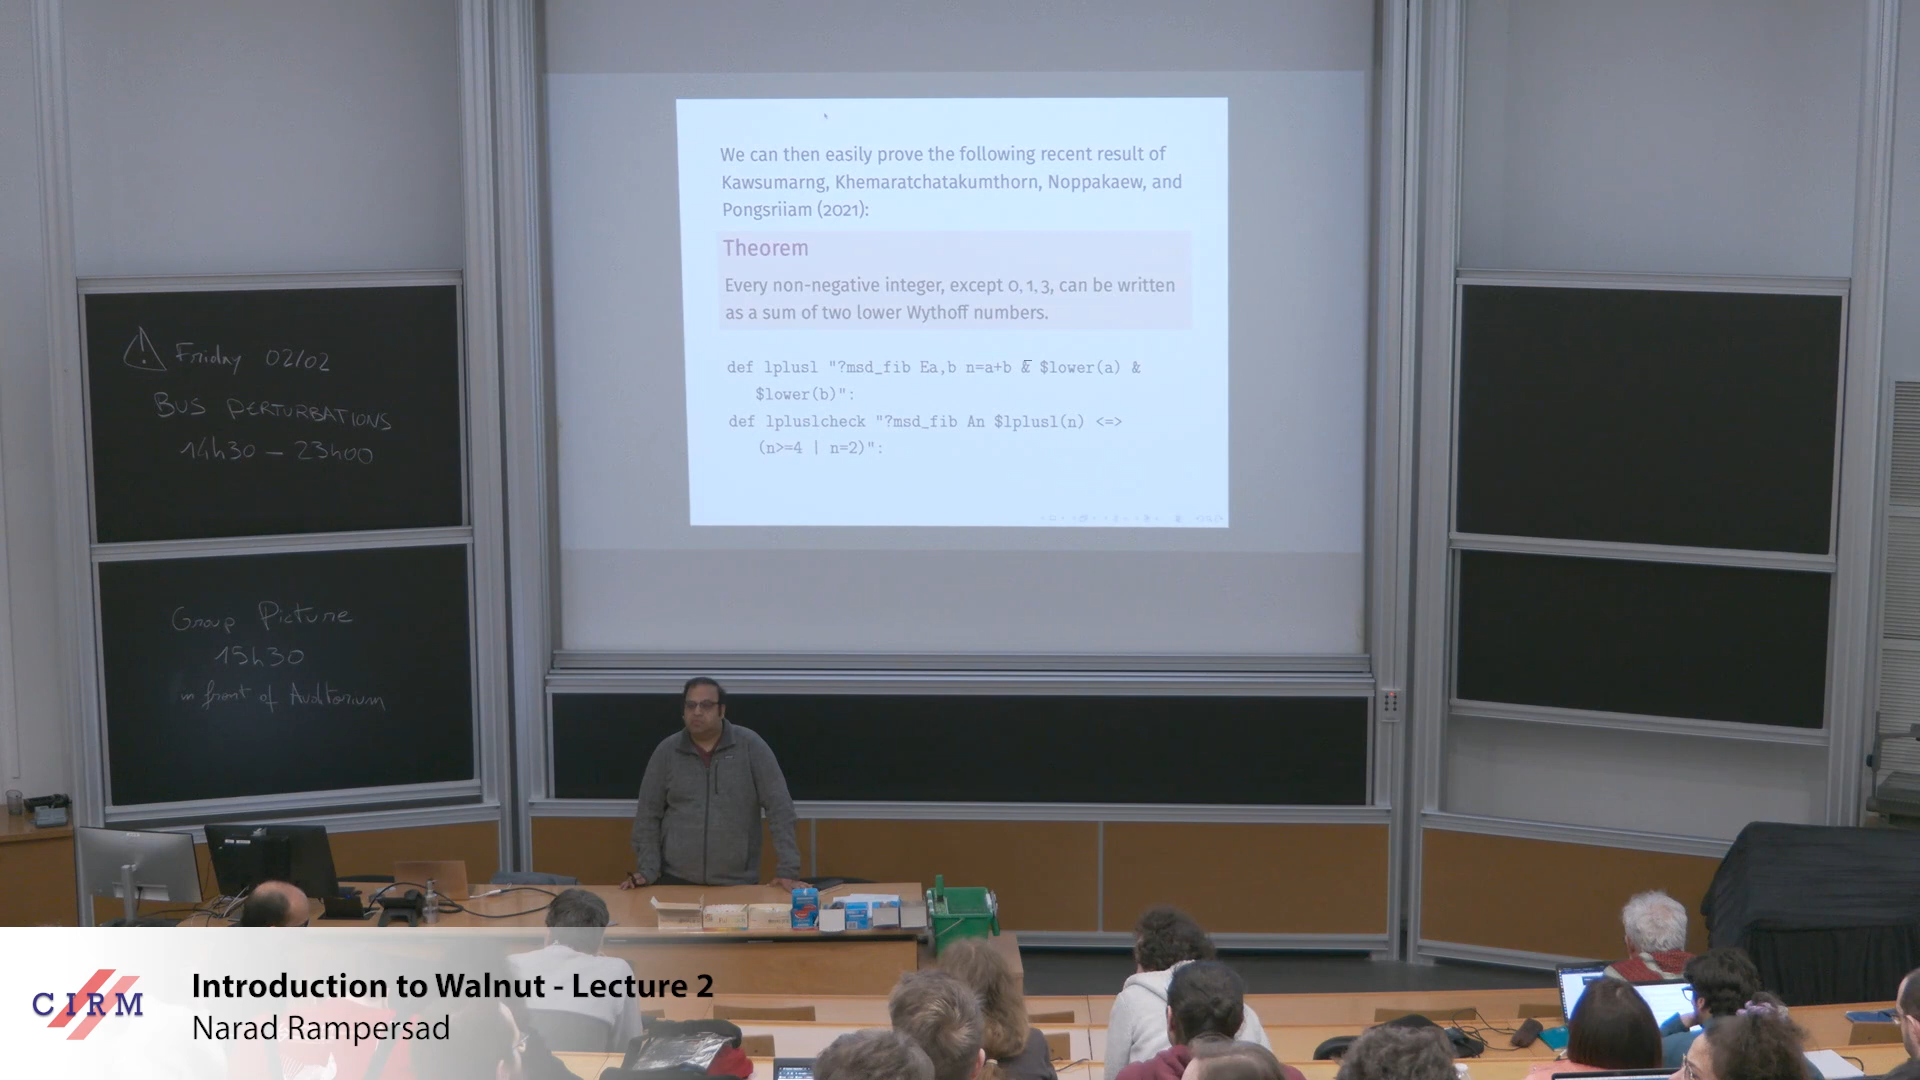 We can then easily prove the following recent result of
Kawsumarng, Khemaratchatakumthorn, Noppakaew, and
Pongsriiam (2021):
Theorem
Every non-negative integer, except 0, 1, 3, can be written
as a sum of two lower Wythoff numbers.
def lplusl "?msd_fib Ea,b n=a+b & $lower(a) &
$lower(b)":
def lpluslcheck "?msd_fib An $lplusl(n) <=>
(n>=4 | n=2)":
Friday 02/02
BUS PERTURBATIONS
14h30 – 23h00
Group Picture
15h30
in front of Auditorium
CIRM
Introduction to Walnut - Lecture 2
Narad Rampersad